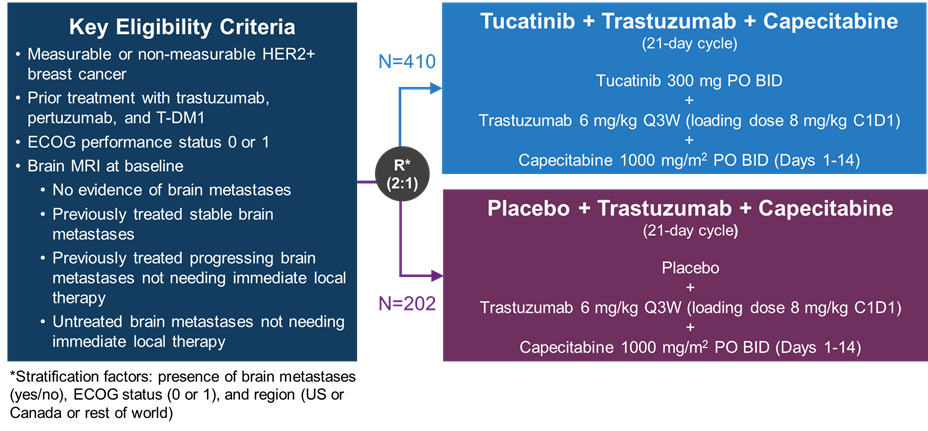 Key Eligibility Criteria
• Measurable or non-measurable HER2+
breast cancer
• Prior treatment with trastuzumab,
pertuzumab, and T-DM1
• ECOG performance status 0 or 1
• Brain MRI at baseline
• No evidence of brain metastases
• Previously treated stable brain
metastases
• Previously treated progressing brain
metastases not needing immediate local
therapy
• Untreated brain metastases not needing
immediate local therapy
*Stratification factors: presence of brain metastases
(yes/no), ECOG status (0 or 1), and region (US or
Canada or rest of world)
R*
(2:1)
N=410
N=202
Tucatinib + Trastuzumab + Capecitabine
(21-day cycle)
Tucatinib 300 mg PO BID
+
Trastuzumab 6 mg/kg Q3W (loading dose 8 mg/kg C1D1)
+
Capecitabine 1000 mg/m² PO BID (Days 1-14)
Placebo + Trastuzumab + Capecitabine
(21-day cycle)
Placebo
+
Trastuzumab 6 mg/kg Q3W (loading dose 8 mg/kg C1D1)
+
Capecitabine 1000 mg/m² PO BID (Days 1-14)